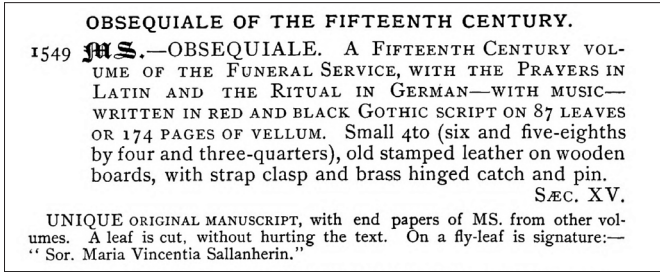 OBSEQUIALE OF THE FIFTEENTH CENTURY.
1549 MS.—OBSEQUIALE. A FIFTEENTH CENTURY VOL-
UME OF THE FUNERAL SERVICE, WITH THE PRAYERS IN
LATIN AND THE RITUAL IN GERMAN—WITH MUSIC—
WRITTEN IN RED AND BLACK GOTHIC SCRIPT ON 87 LEAVES
OR 174 PAGES OF VELLUM. Small 4to (six and five-eighths
by four and three-quarters), old stamped leather on wooden
boards, with strap clasp and brass hinged catch and pin.
SÆC. XV.
UNIQUE ORIGINAL MANUSCRIPT, with end papers of MS. from other vol-
umes. A leaf is cut, without hurting the text. On a fly-leaf is signature:—
“ Sor. Maria Vincentia Sallanherin.”